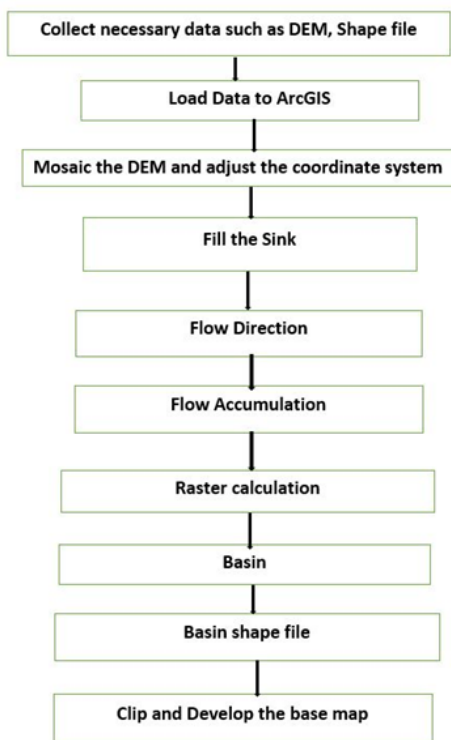 Collect necessary data such as DEM, Shape file
Load Data to ArcGIS
Mosaic the DEM and adjust the coordinate system
Fill the Sink
Flow Direction
Flow Accumulation
Raster calculation
Basin
Basin shape file
Clip and Develop the base map